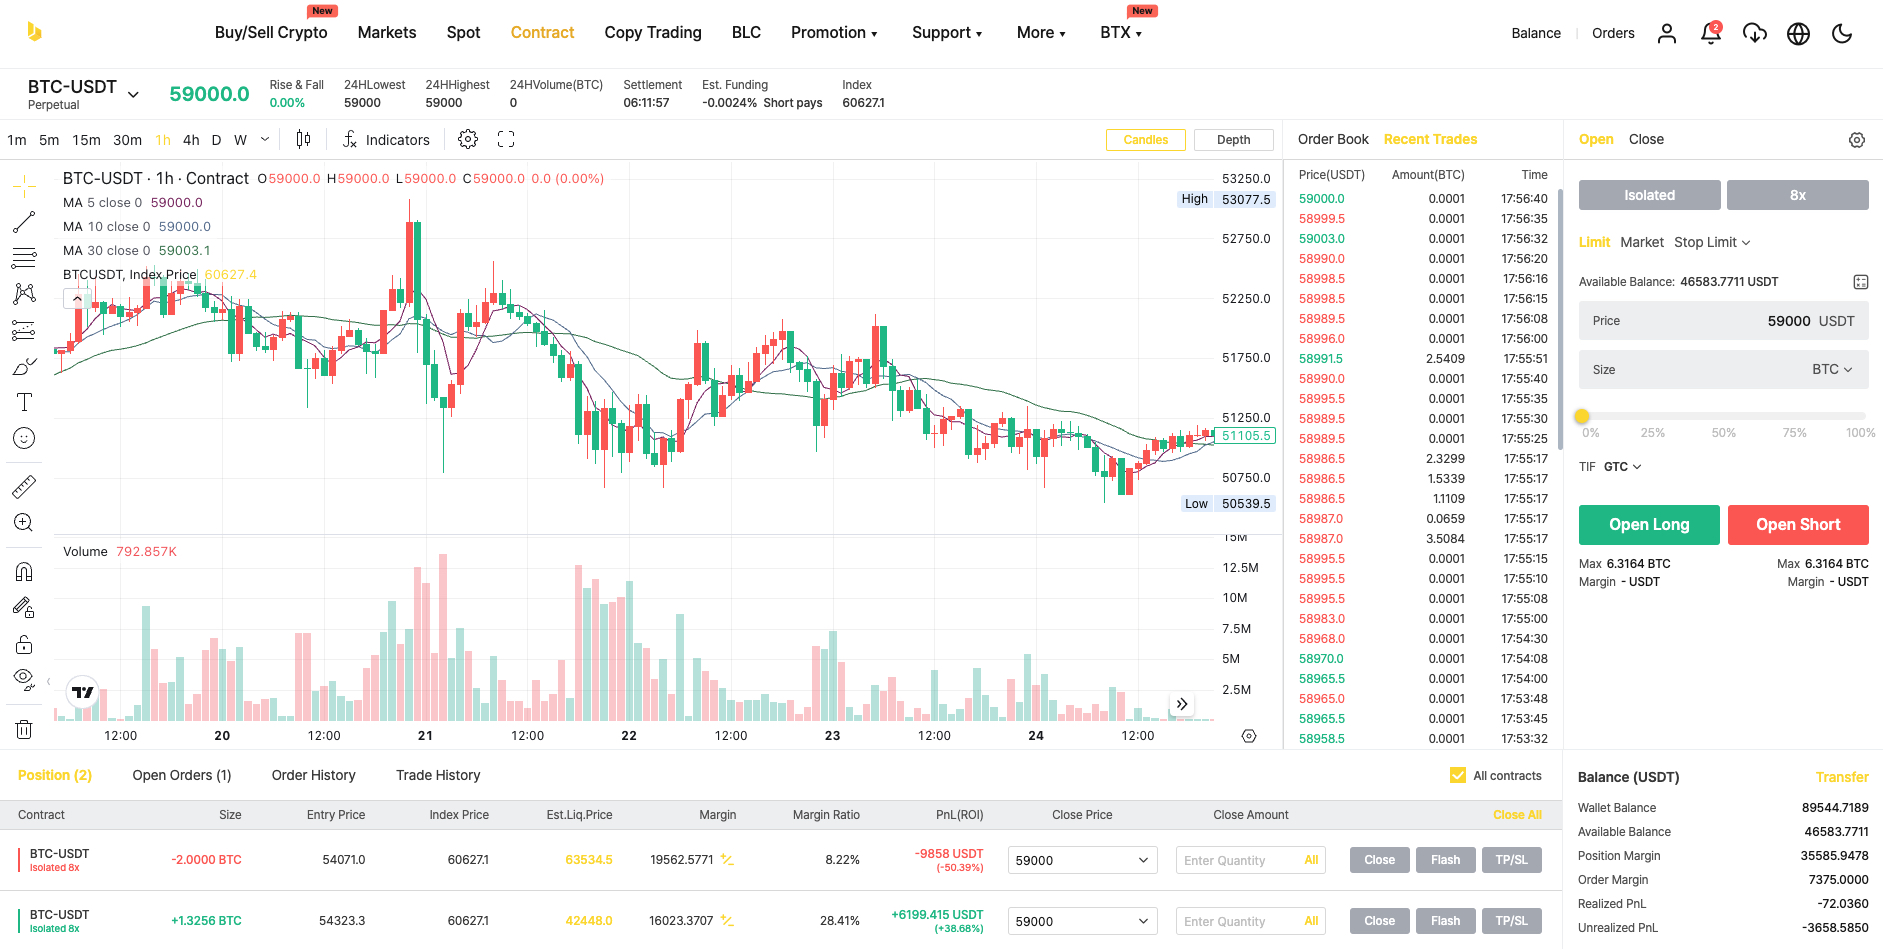 New New
Buy/Sell Crypto Markets Spot Contract Copy Trading BLC Promotion Support More BTX Balance Orders 2
BTC-USDT 59000.0 Rise & Fall 24HLowest 24HHighest 24HVolume(BTC) Settlement Est. Funding Index
Perpetual 0.00% 59000 59000 0 06:11:57 -0.0024% Short pays 60627.1
1m 5m 15m 30m 1h 4h D W Indicators Candles Depth
Order Book Recent Trades
Open Close
BTC-USDT · 1h · Contract O59000.0 H59000.0 L59000.0 C59000.0 0.0 (0.00%)
MA 5 close 0 59000.0
MA 10 close 0 59000.0
MA 30 close 0 59003.1
BTCUSDT, Index Price 60627.4
53250.0
High 53077.5
52750.0
52250.0
51750.0
51250.0
51105.5
50750.0
Low 50539.5
Volume 792.857K
15M
12.5M
10M
7.5M
5M
2.5M
12:00 20 12:00 21 12:00 22 12:00 23 12:00 24 12:00
Price(USDT) Amount(BTC) Time
59000.0 0.0001 17:56:40
58999.5 0.0001 17:56:35
59003.0 0.0001 17:56:32
58990.0 0.0001 17:56:20
58998.5 0.0001 17:56:16
58998.5 0.0001 17:56:15
58989.5 0.0001 17:56:08
58996.0 0.0001 17:56:00
58991.5 2.5409 17:55:51
58990.0 0.0001 17:55:40
58995.5 0.0001 17:55:35
58989.5 0.0001 17:55:30
58989.5 0.0001 17:55:25
58986.5 2.3299 17:55:17
58986.5 1.5339 17:55:17
58986.5 1.1109 17:55:17
58987.0 0.0659 17:55:17
58987.0 3.5084 17:55:17
58995.5 0.0001 17:55:15
58995.5 0.0001 17:55:10
58995.5 0.0001 17:55:08
58983.0 0.0001 17:55:00
58968.0 0.0001 17:54:30
58970.0 0.0001 17:54:08
58965.5 0.0001 17:54:00
58965.0 0.0001 17:53:48
58965.5 0.0001 17:53:45
58958.5 0.0001 17:53:32
Isolated 8x
Limit Market Stop Limit
Available Balance: 46583.7711 USDT
Price 59000 USDT
Size BTC
0% 25% 50% 75% 100%
TIF GTC
Open Long Open Short
Max 6.3164 BTC Max 6.3164 BTC
Margin - USDT Margin - USDT
Position (2) Open Orders (1) Order History Trade History All contracts
Contract Size Entry Price Index Price Est.Liq.Price Margin Margin Ratio PnL(ROI) Close Price Close Amount Close All
BTC-USDT -2.0000 BTC 54071.0 60627.1 63534.5 19562.5771 8.22% -9858 USDT 59000 Enter Quantity All Close Flash TP/SL
Isolated 8x (-50.39%)
BTC-USDT +1.3256 BTC 54323.3 60627.1 42448.0 16023.3707 28.41% +6199.415 USDT 59000 Enter Quantity All Close Flash TP/SL
Isolated 8x (+38.68%)
Balance (USDT) Transfer
Wallet Balance 89544.7189
Available Balance 46583.7711
Position Margin 35585.9478
Order Margin 7375.0000
Realized PnL -72.0360
Unrealized PnL -3658.5850